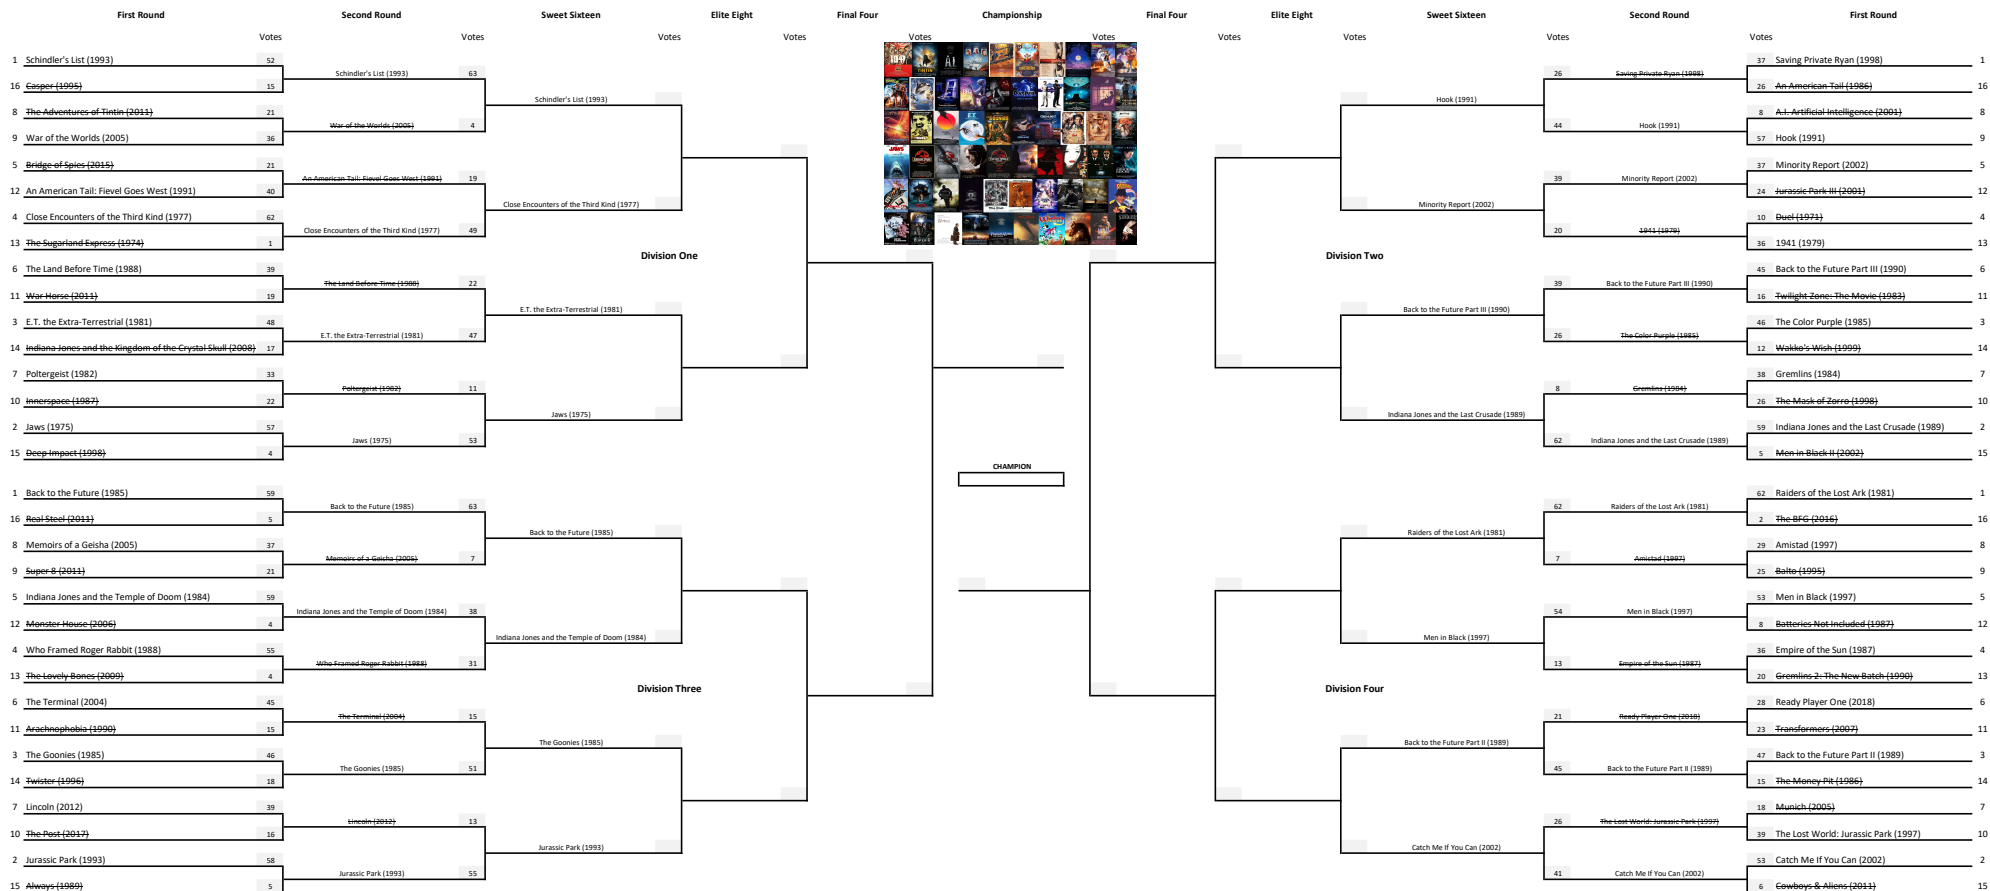 First Round Second Round Sweet Sixteen Elite Eight Final Four Championship Final Four Elite Eight Sweet Sixteen Second Round First Round
Votes Votes Votes Votes Votes Votes Votes Votes Votes Votes
1 Schindler's List (1993) 52
16 Casper (1995) 15
8 The Adventures of Tintin (2011) 21
9 War of the Worlds (2005) 36
5 Bridge of Spies (2015) 21
12 An American Tail: Fievel Goes West (1991) 40
4 Close Encounters of the Third Kind (1977) 62
13 The Sugarland Express (1974) 1
6 The Land Before Time (1988) 39
11 War Horse (2011) 19
3 E.T. the Extra-Terrestrial (1981) 48
14 Indiana Jones and the Kingdom of the Crystal Skull (2008) 17
7 Poltergeist (1982) 33
10 Innerspace (1987) 22
2 Jaws (1975) 57
15 Deep Impact (1998) 4
Schindler's List (1993) 63
War of the Worlds (2005) 4
An American Tail: Fievel Goes West (1991) 19
Close Encounters of the Third Kind (1977) 49
The Land Before Time (1988) 22
E.T. the Extra-Terrestrial (1981) 47
Poltergeist (1982) 11
Jaws (1975) 53
Schindler's List (1993)
Close Encounters of the Third Kind (1977)
E.T. the Extra-Terrestrial (1981)
Jaws (1975)
Division One
1 Back to the Future (1985) 59
16 Real Steel (2011) 5
8 Memoirs of a Geisha (2005) 37
9 Super 8 (2011) 21
5 Indiana Jones and the Temple of Doom (1984) 59
12 Monster House (2006) 4
4 Who Framed Roger Rabbit (1988) 55
13 The Lovely Bones (2009) 4
6 The Terminal (2004) 45
11 Arachnophobia (1990) 15
3 The Goonies (1985) 46
14 Twister (1996) 18
7 Lincoln (2012) 39
10 The Post (2017) 16
2 Jurassic Park (1993) 58
15 Always (1989) 5
Back to the Future (1985) 63
Memoirs of a Geisha (2005) 7
Indiana Jones and the Temple of Doom (1984) 38
Who Framed Roger Rabbit (1988) 31
The Terminal (2004) 15
The Goonies (1985) 51
Lincoln (2012) 13
Jurassic Park (1993) 55
Back to the Future (1985)
Indiana Jones and the Temple of Doom (1984)
The Goonies (1985)
Jurassic Park (1993)
Division Three
CHAMPION
Division Two
Hook (1991)
Minority Report (2002)
Back to the Future Part III (1990)
Indiana Jones and the Last Crusade (1989)
26 Saving Private Ryan (1998)
44 Hook (1991)
39 Minority Report (2002)
20 1941 (1979)
39 Back to the Future Part III (1990)
26 The Color Purple (1985)
8 Gremlins (1984)
62 Indiana Jones and the Last Crusade (1989)
37 Saving Private Ryan (1998) 1
26 An American Tail (1986) 16
8 A.I. Artificial Intelligence (2001) 8
57 Hook (1991) 9
37 Minority Report (2002) 5
24 Jurassic Park III (2001) 12
10 Duel (1971) 4
36 1941 (1979) 13
45 Back to the Future Part III (1990) 6
16 Twilight Zone: The Movie (1983) 11
46 The Color Purple (1985) 3
12 Wakko's Wish (1999) 14
38 Gremlins (1984) 7
26 The Mask of Zorro (1998) 10
59 Indiana Jones and the Last Crusade (1989) 2
5 Men in Black II (2002) 15
Division Four
Raiders of the Lost Ark (1981)
Men in Black (1997)
Back to the Future Part II (1989)
Catch Me If You Can (2002)
62 Raiders of the Lost Ark (1981)
7 Amistad (1997)
54 Men in Black (1997)
13 Empire of the Sun (1987)
21 Ready Player One (2018)
45 Back to the Future Part II (1989)
26 The Lost World: Jurassic Park (1997)
41 Catch Me If You Can (2002)
62 Raiders of the Lost Ark (1981) 1
2 The BFG (2016) 16
29 Amistad (1997) 8
25 Balto (1995) 9
53 Men in Black (1997) 5
8 Batteries Not Included (1987) 12
36 Empire of the Sun (1987) 4
20 Gremlins 2: The New Batch (1990) 13
28 Ready Player One (2018) 6
23 Transformers (2007) 11
47 Back to the Future Part II (1989) 3
15 The Money Pit (1986) 14
18 Munich (2005) 7
39 The Lost World: Jurassic Park (1997) 10
53 Catch Me If You Can (2002) 2
6 Cowboys & Aliens (2011) 15